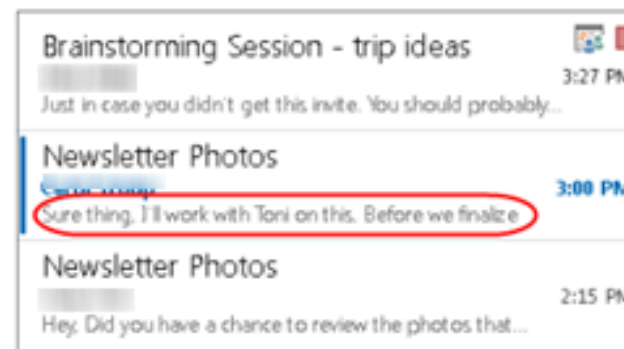 Brainstorming Session - trip ideas
3:27 PM
Just in case you didn't get this invite. You should probably...
Newsletter Photos
3:00 PM
Sure thing, I'll work with Toni on this. Before we finalize
Newsletter Photos
2:15 PM
Hey, Did you have a chance to review the photos that...